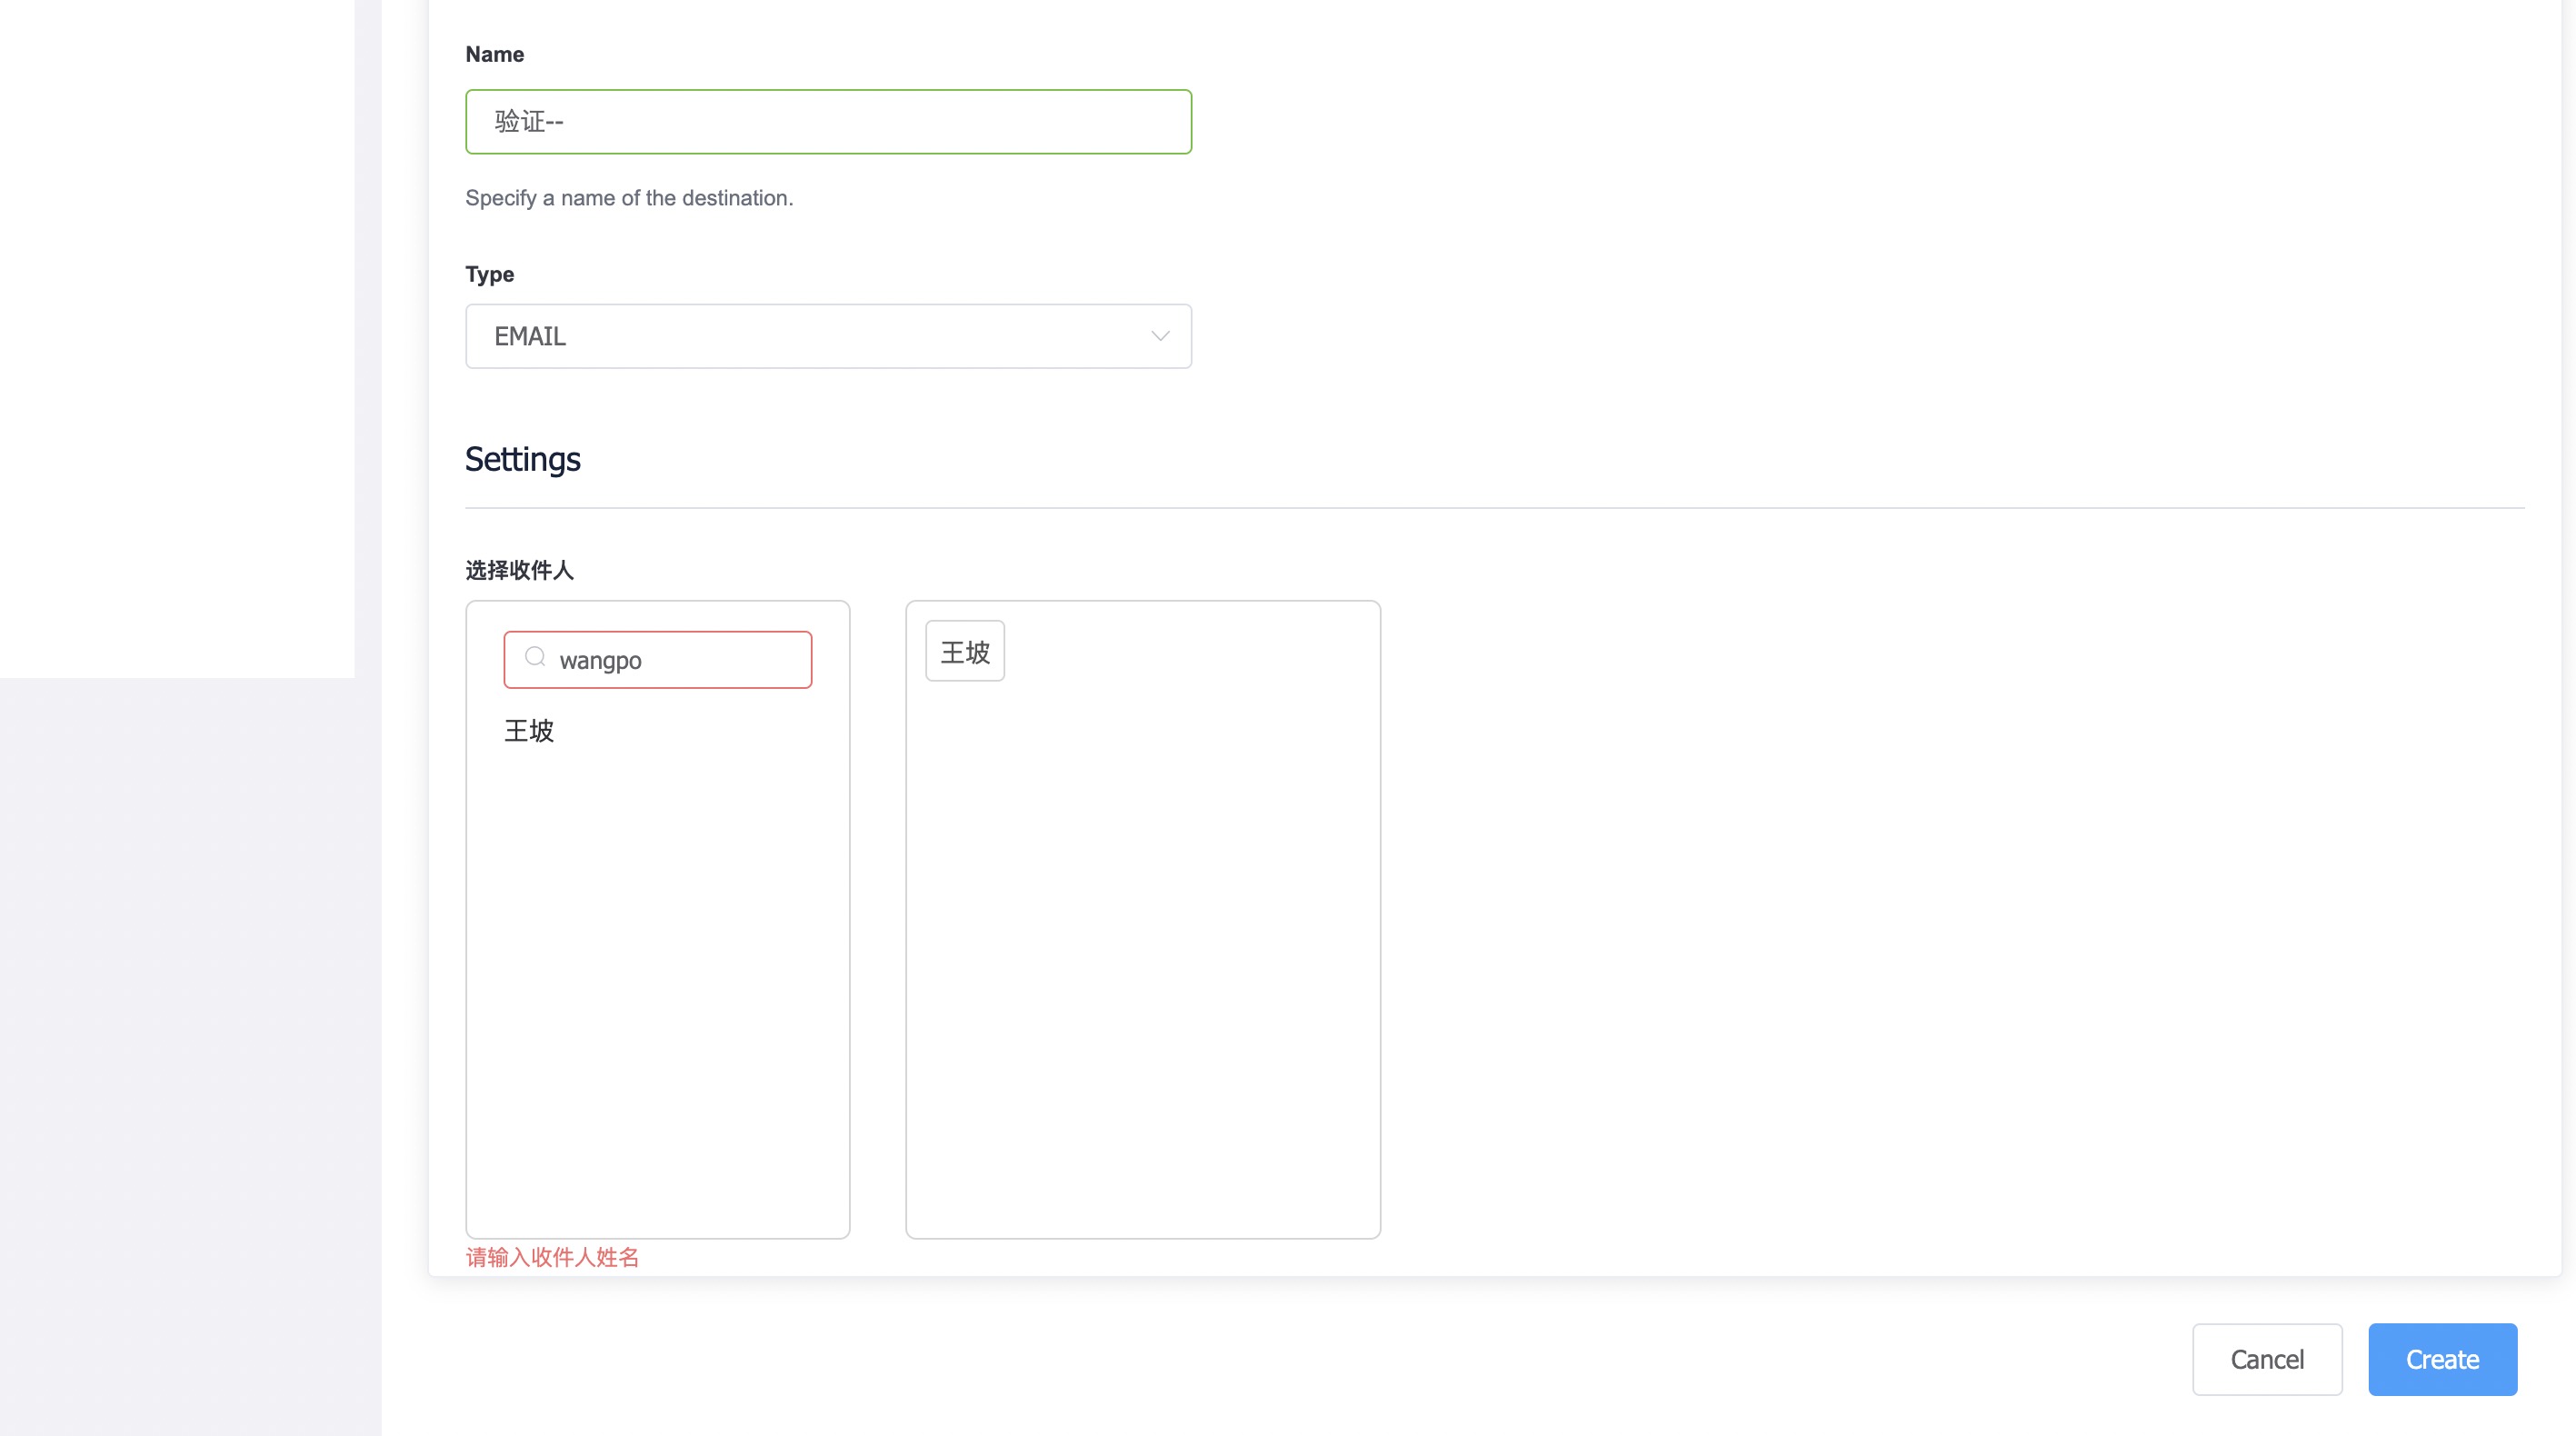 Name
验证--
Specify a name of the destination.
Type
EMAIL
Settings
选择收件人
wangpo
王坡
王坡
请输入收件人姓名
Cancel
Create